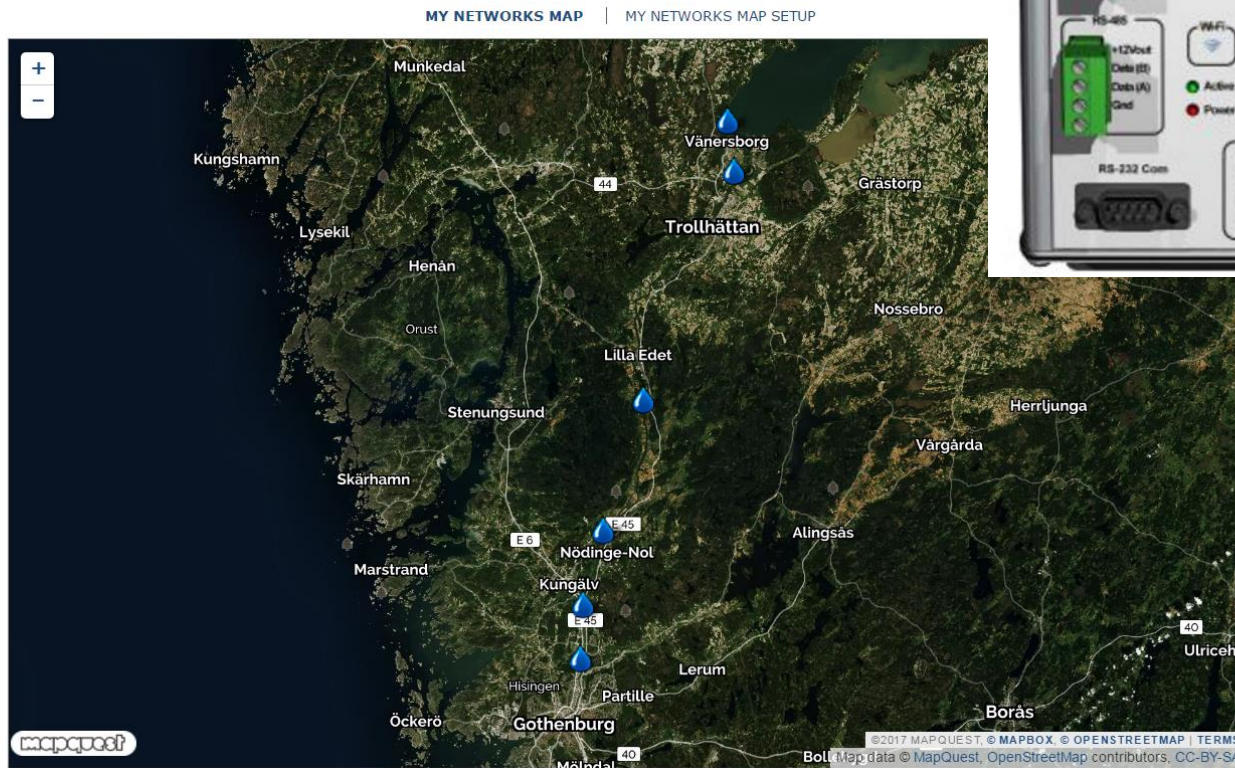 MY NETWORKS MAP | MY NETWORKS MAP SETUP
RS-485
Wi-Fi
+12Vout
Data (B)
Data (A)
Gnd
Active
Power
RS-232 Com
+
−
Munkedal
Vänersborg
Kungshamn
44
Grästorp
Trollhättan
Lysekil
Henån
Nossebro
Orust
Lilla Edet
Stenungsund
Herrljunga
Vårgårda
Skärhamn
E 45
E 6
Alingsås
Nödinge-Nol
Marstrand
Kungälv
E 45
40
Ulriceh
Lerum
Hisingen
Partille
Öckerö
Gothenburg
Borås
mapquest
©2017 MAPQUEST, © MAPBOX, © OPENSTREETMAP | TERMS
40
Mölndal
Map data © MapQuest, OpenStreetMap contributors, CC-BY-SA